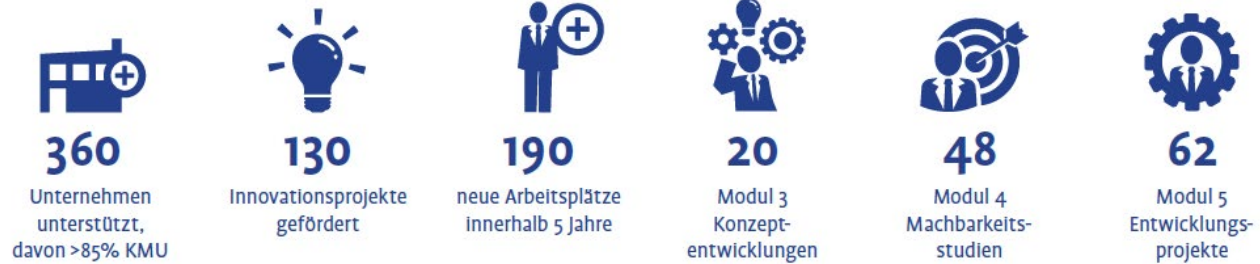 360
Unternehmen
unterstützt,
davon >85% KMU
130
Innovationsprojekte
gefördert
190
neue Arbeitsplätze
innerhalb 5 Jahre
20
Modul 3
Konzept-
entwicklungen
48
Modul 4
Machbarkeits-
studien
62
Modul 5
Entwicklungs-
projekte